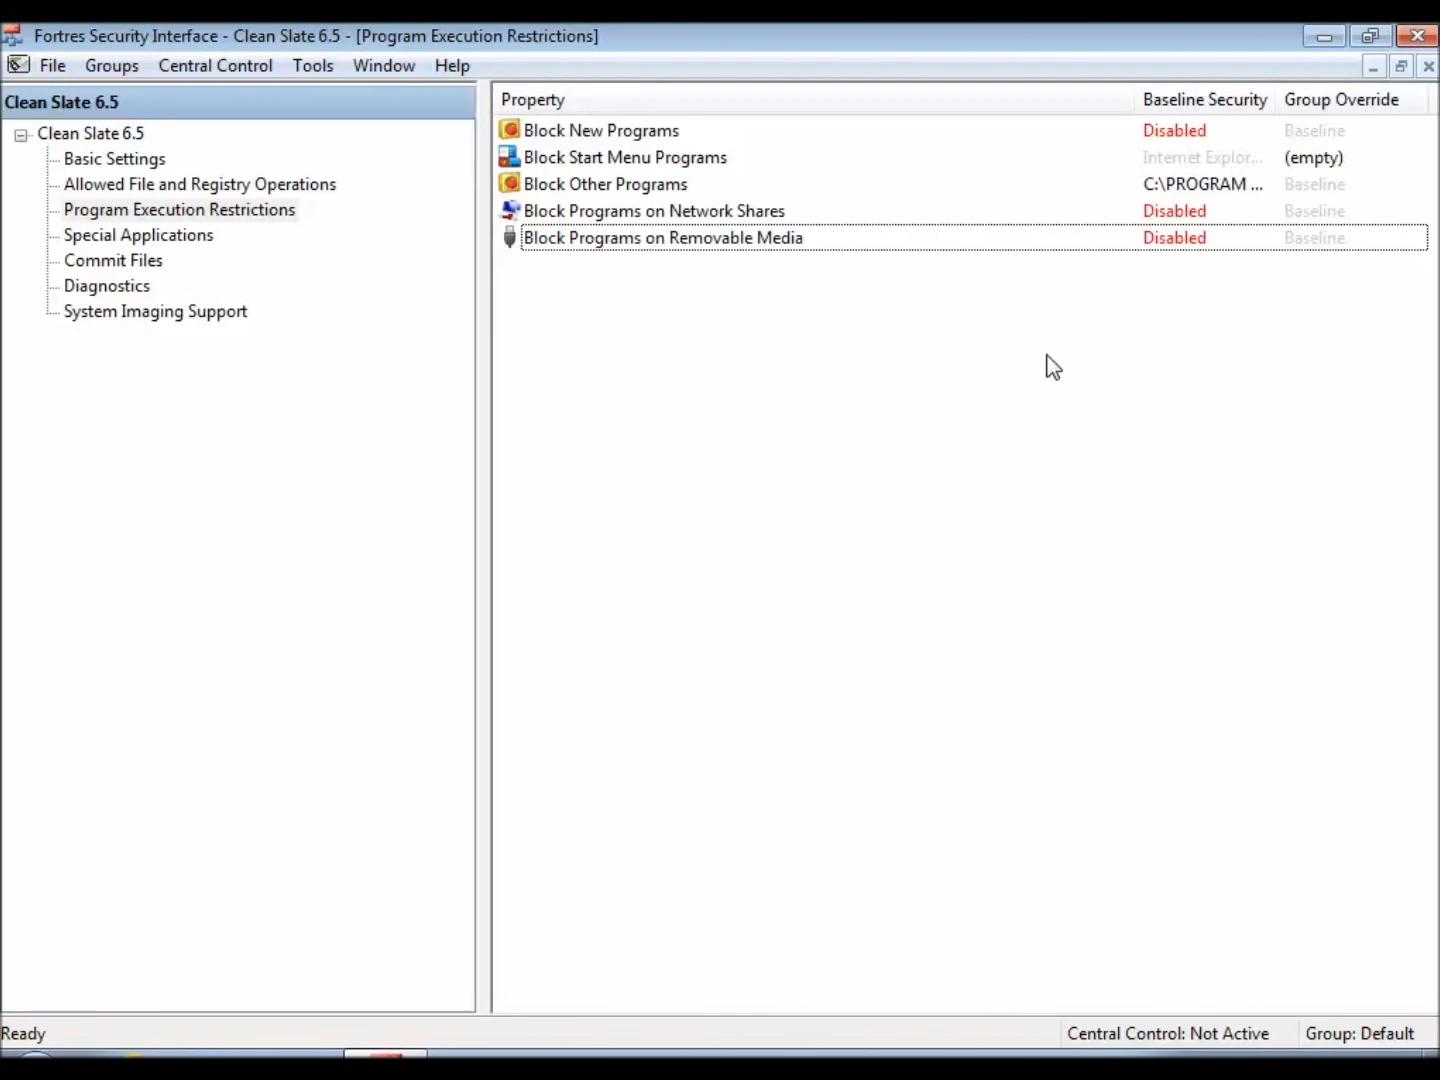 Fortres Security Interface - Clean Slate 6.5 - [Program Execution Restrictions]
File Groups Central Control Tools Window Help
Clean Slate 6.5
Clean Slate 6.5
Basic Settings
Allowed File and Registry Operations
Program Execution Restrictions
Special Applications
Commit Files
Diagnostics
System Imaging Support
Property Baseline Security Group Override
Block New Programs Disabled Baseline
Block Start Menu Programs Internet Explor... (empty)
Block Other Programs C:\PROGRAM ... Baseline
Block Programs on Network Shares Disabled Baseline
Block Programs on Removable Media Disabled Baseline
Ready Central Control: Not Active Group: Default